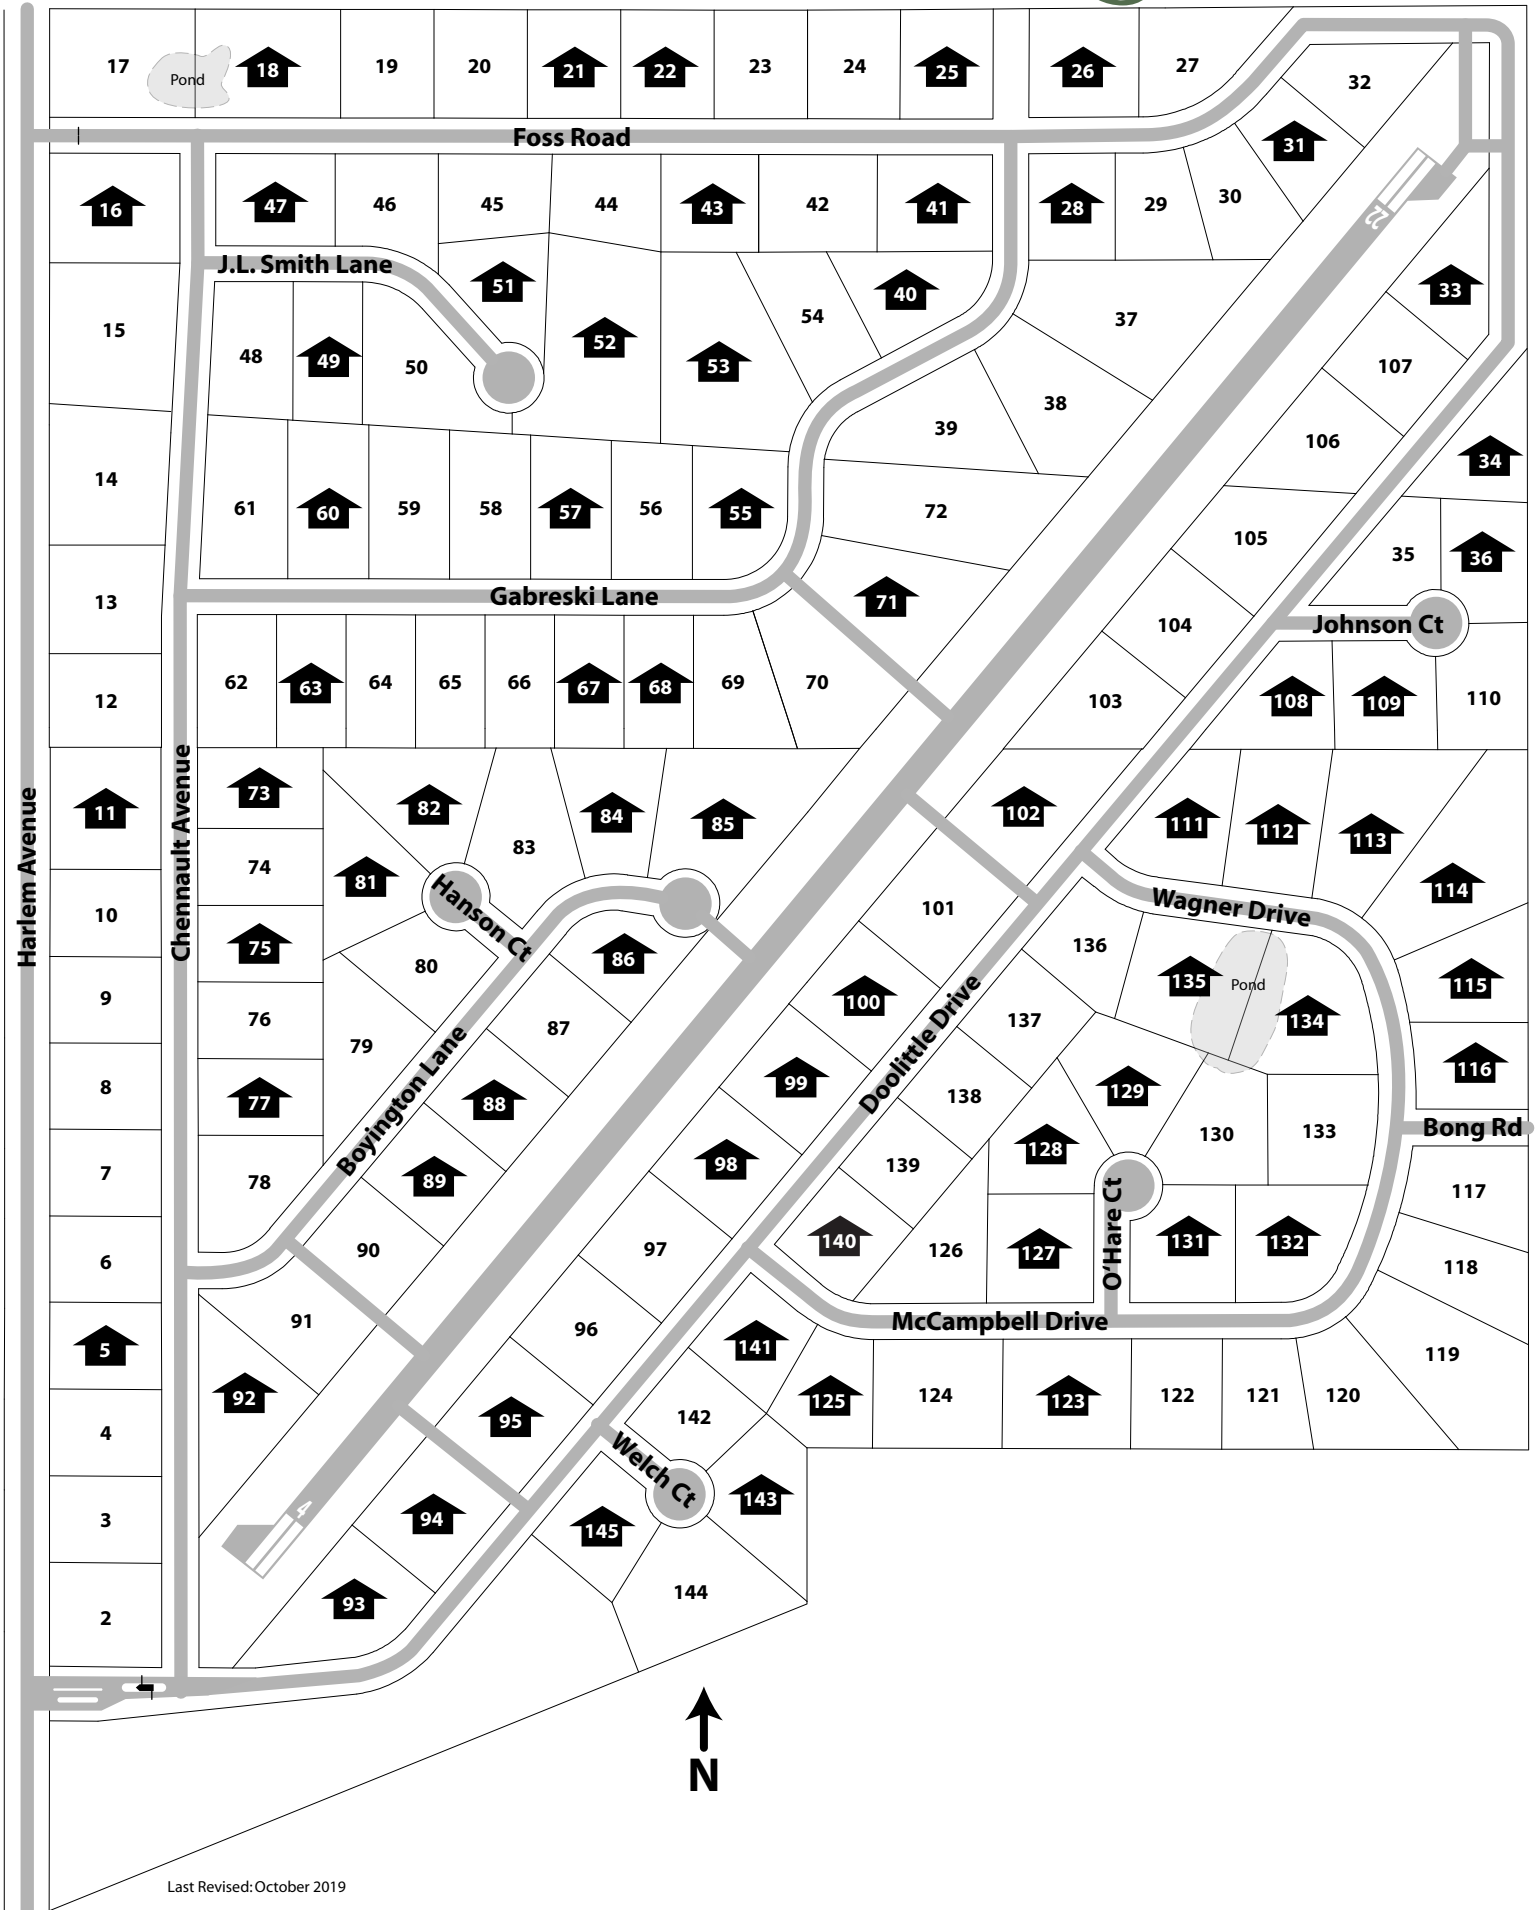 17 Pond 18 19 20 21 22 23 24 25 26 27
32
31
Foss Road
16 47 46 45 44 43 42 41 28 29 30
22
J.L. Smith Lane
51
15 48 49 50 52 53 54 40 37 33
107
39 38 106
34
14 61 60 59 58 57 56 55 72
105 35 36
13 Gabreski Lane 71
104 Johnson Ct
12 62 63 64 65 66 67 68 69 70 103 108 109 110
Harlem Avenue
Chennault Avenue
11 73 82 84 85 102 111 112 113
74 83
81 114
Hanson Ct
10 101 Wagner Drive
75 80 86 136
9 135 Pond 115
100 134
76 87 137
79
Boyington Lane
Doolittle Drive
8 77 88 99 138 129 116
130 133 Bong Rd
7 78 89 98 139 128 117
O'Hare Ct
6 90 97 140 126 127 131 132 118
91 96 McCampbell Drive
5 141 119
92 125 124 123 122 121 120
4 95 142
Welch Ct
3 4 94 145 143
2 93 144
N
Last Revised: October 2019